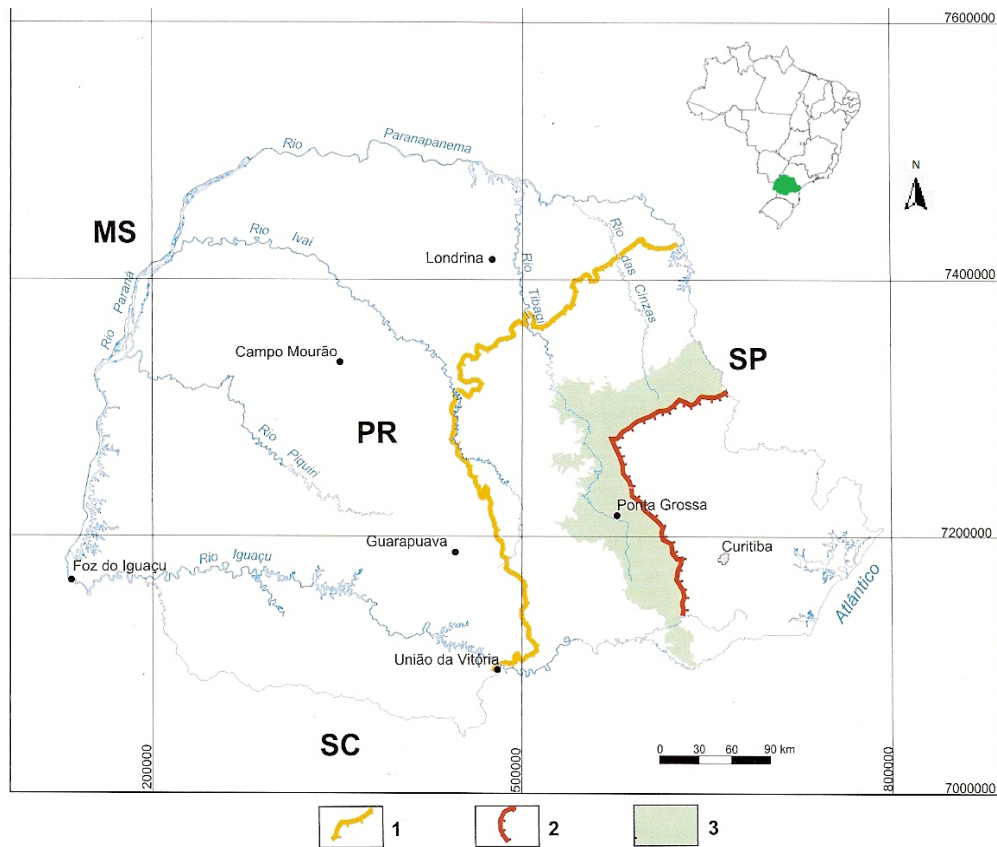 7600000
N
Rio Paranapanema
MS
Rio Ivai
Rio das Cinzas
Londrina
Rio Tibagi
7400000
Rio Paraná
Campo Mourão
SP
PR
Rio Piquiri
Ponta Grossa
Guarapuava
7200000
Curitiba
Foz do Iguaçu
Rio Iguaçu
Atlântico
União da Vitória
SC
0 30 60 90 km
200000
500000
800000
7000000
1
2
3